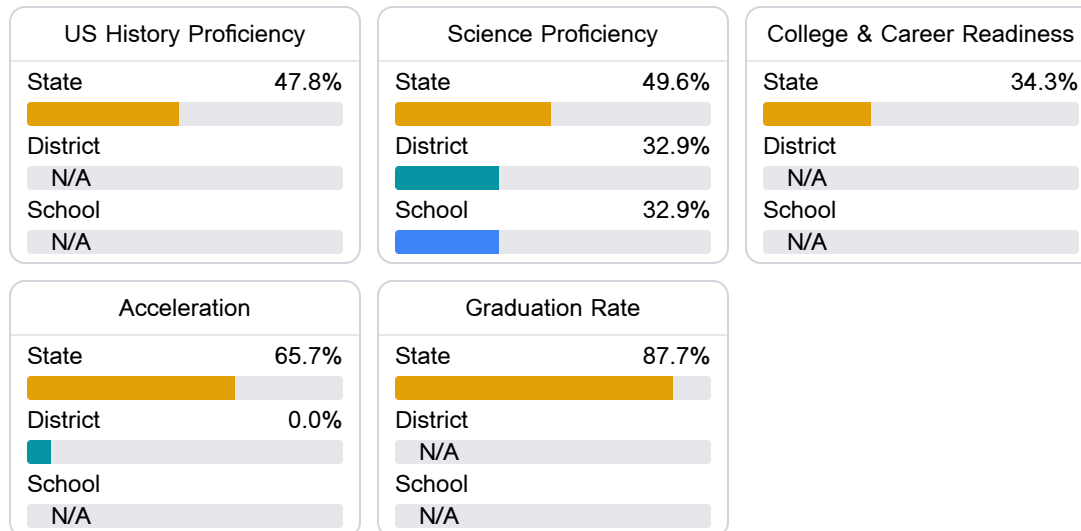 US History Proficiency
State 47.8%
District
N/A
School
N/A
Science Proficiency
State 49.6%
District 32.9%
School 32.9%
College & Career Readiness
State 34.3%
District
N/A
School
N/A
Acceleration
State 65.7%
District 0.0%
School
N/A
Graduation Rate
State 87.7%
District
N/A
School
N/A